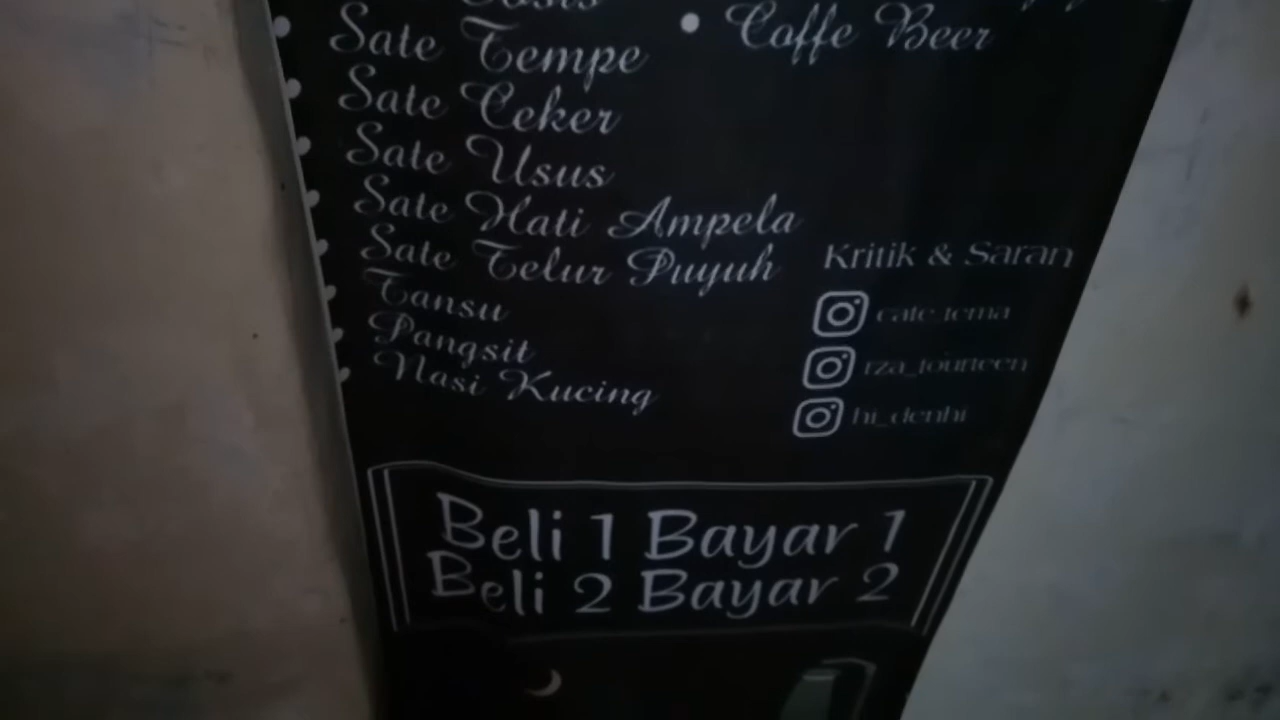 Sate Tempe
Sate Ceker
Sate Usus
Sate Hati Ampela
Sate Telur Puyuh
Tansu
Pangsit
Nasi Kucing
Coffe Beer
Kritik & Saran
rza_fourteen
Beli 1 Bayar 1
Beli 2 Bayar 2